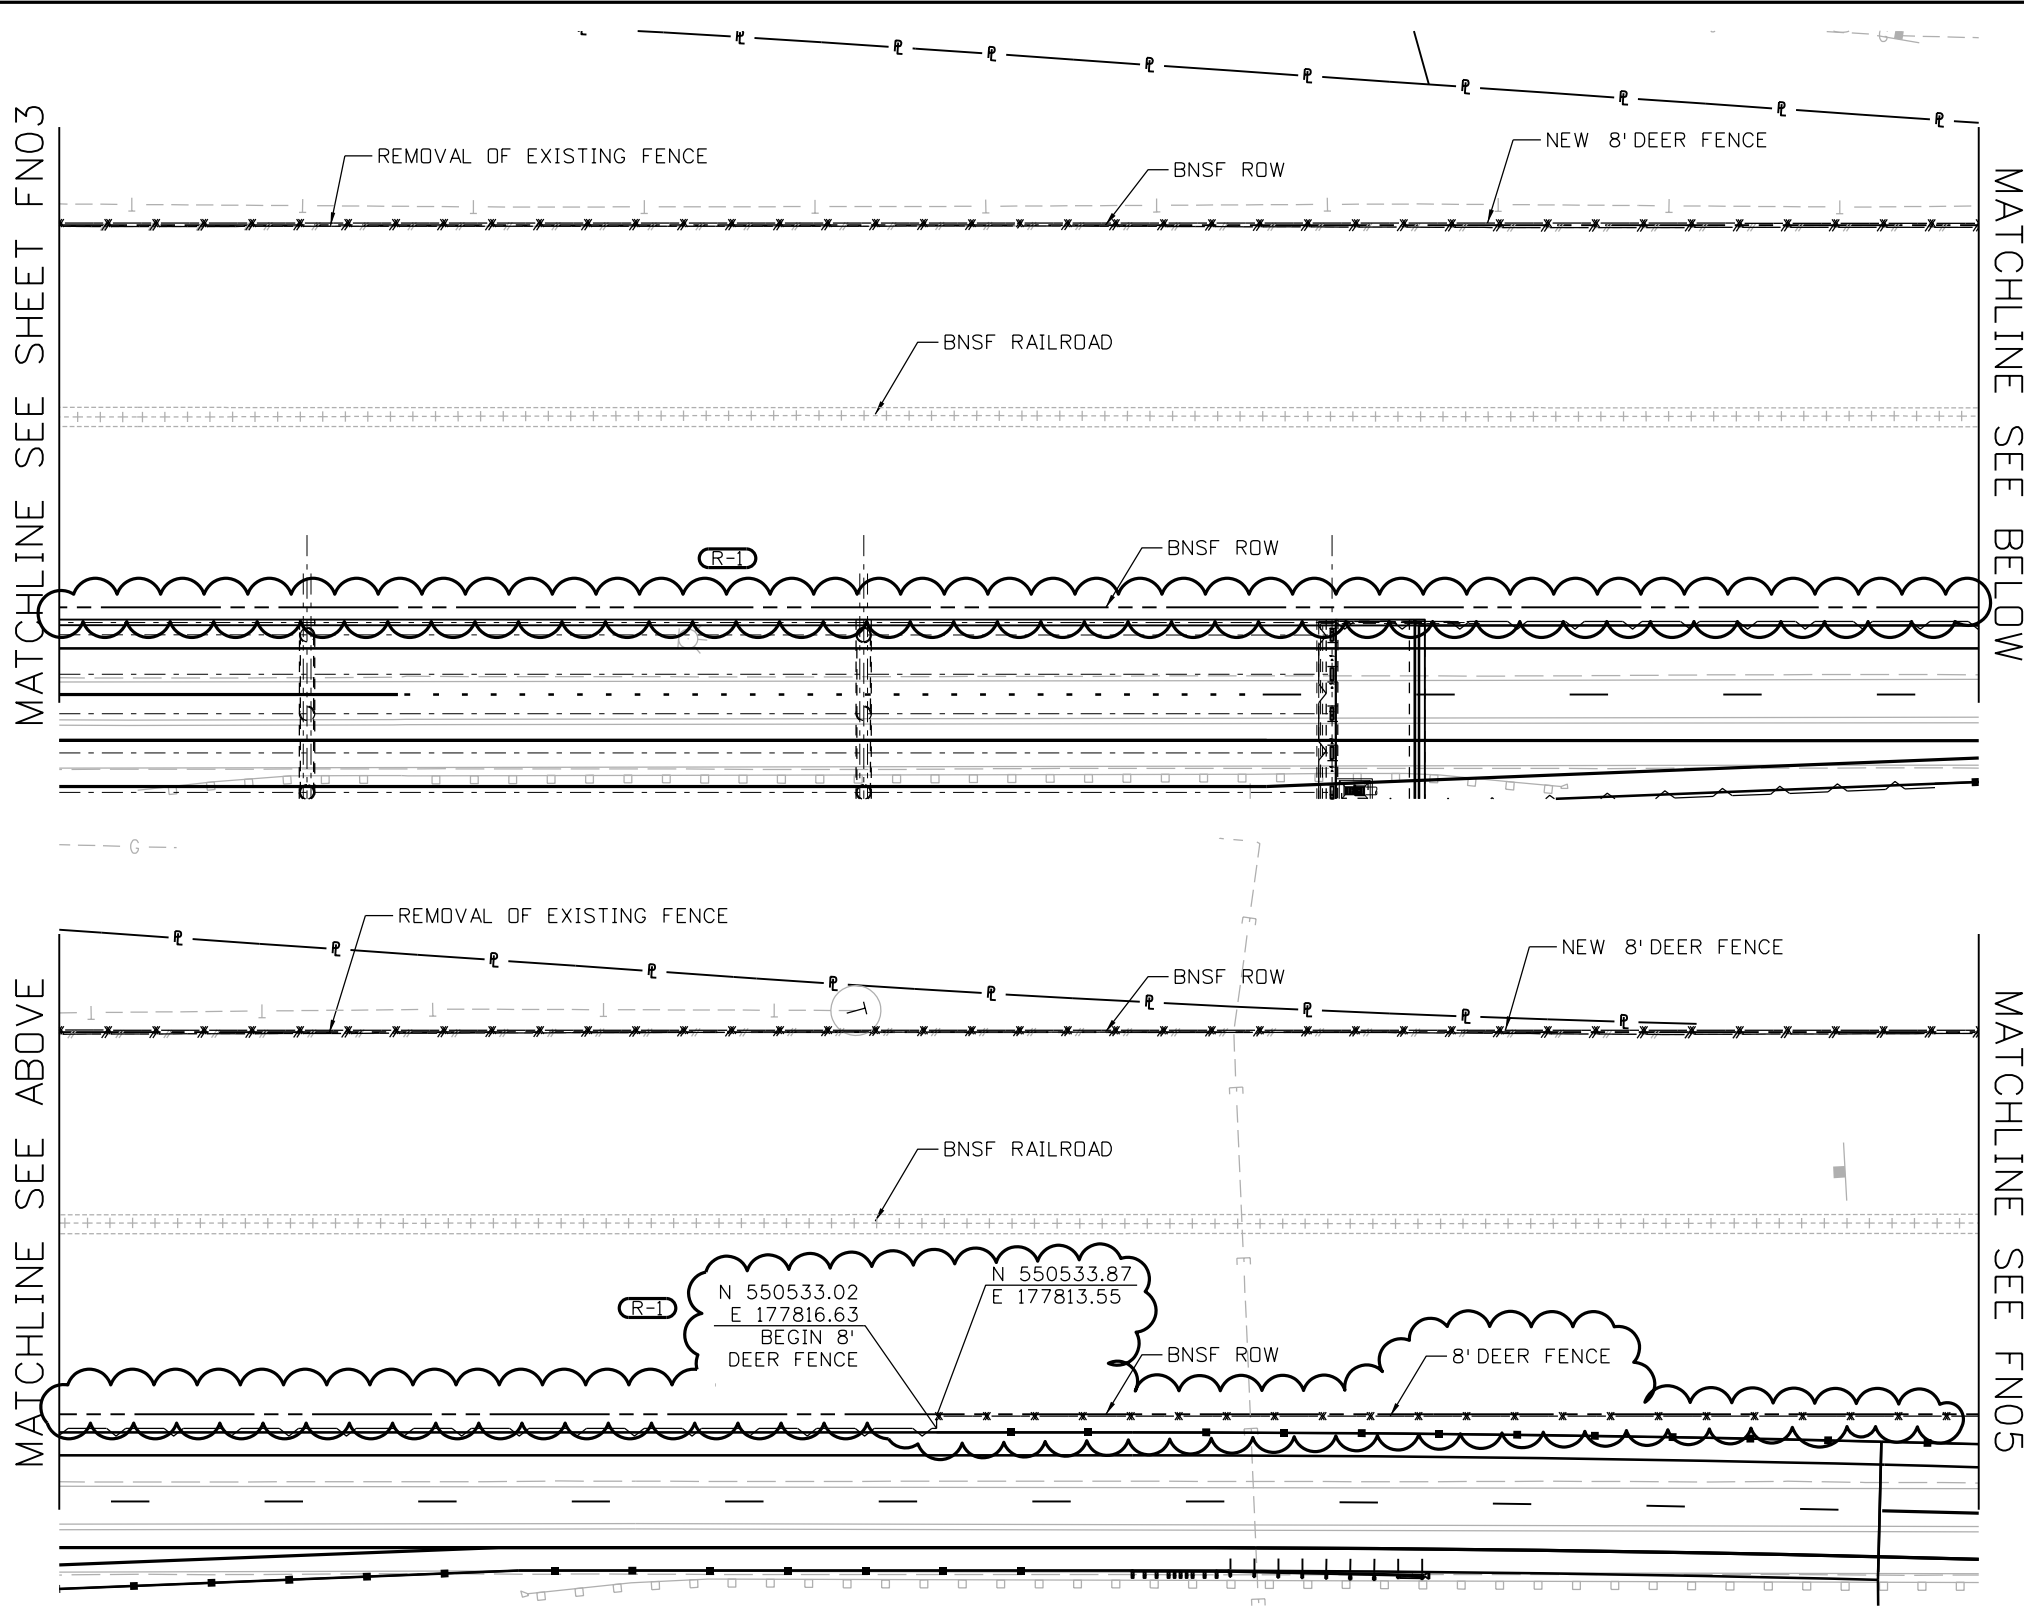 MATCHLINE SEE SHEET FN03
REMOVAL OF EXISTING FENCE
BNSF ROW
NEW 8' DEER FENCE
MATCHLINE SEE BELOW
BNSF RAILROAD
R-1
BNSF ROW
G
MATCHLINE SEE ABOVE
REMOVAL OF EXISTING FENCE
BNSF ROW
NEW 8' DEER FENCE
MATCHLINE SEE FN05
BNSF RAILROAD
R-1
N 550533.02
E 177816.63
BEGIN 8'
DEER FENCE
N 550533.87
E 177813.55
BNSF ROW
8' DEER FENCE